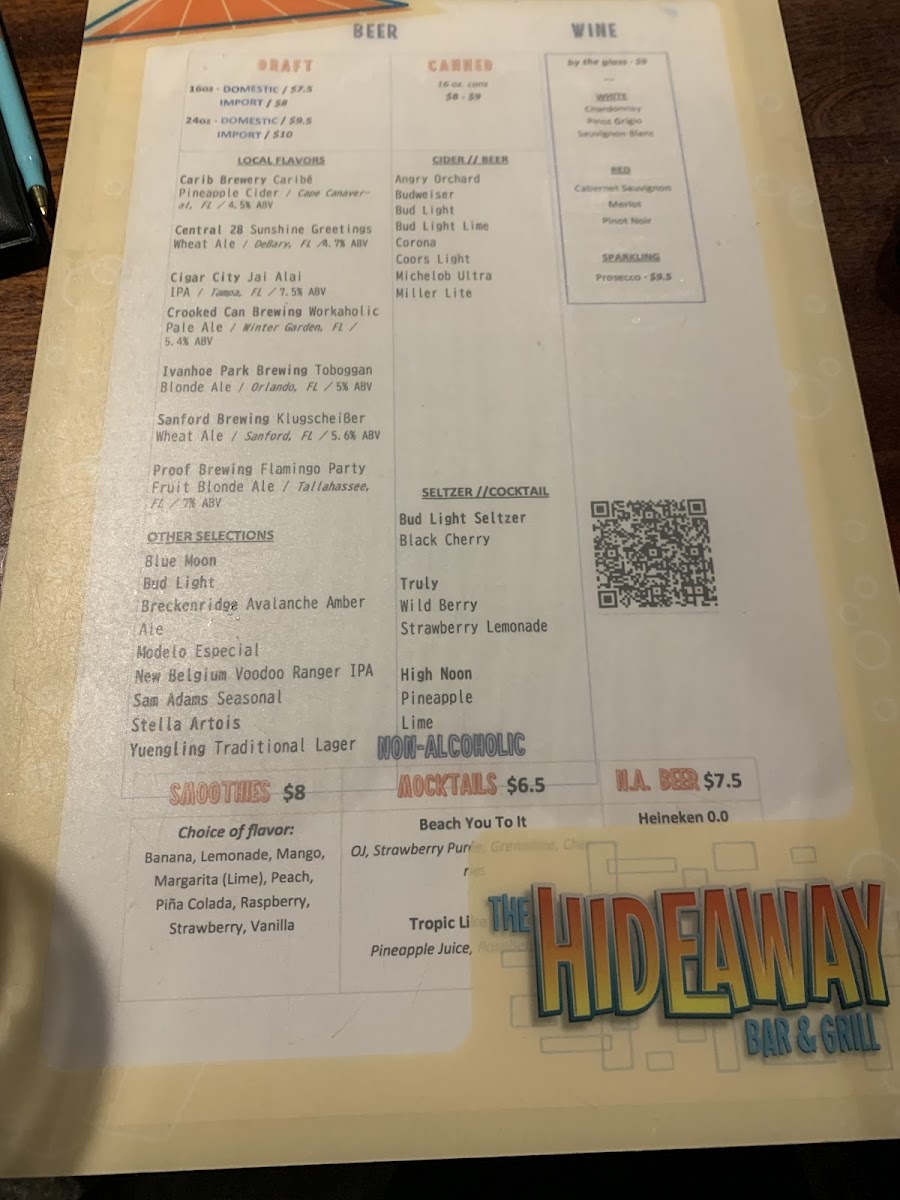 BEER
WINE
DRAFT
16oz - DOMESTIC / $7.5
IMPORT / $8
24oz - DOMESTIC / $9.5
IMPORT / $10
CANNED
16 oz. cans
$8 - $9
by the glass - $9
---
WHITE
Chardonnay
Pinot Grigio
Sauvignon Blanc
RED
Cabernet Sauvignon
Merlot
Pinot Noir
SPARKLING
Prosecco - $9.5
LOCAL FLAVORS
Carib Brewery Caribé
Pineapple Cider / Cape Canaver-
al, FL / 4.5% ABV
Central 28 Sunshine Greetings
Wheat Ale / DeBary, FL /4.7% ABV
Cigar City Jai Alai
IPA / Tampa, FL / 7.5% ABV
Crooked Can Brewing Workaholic
Pale Ale / Winter Garden, FL /
5.4% ABV
Ivanhoe Park Brewing Toboggan
Blonde Ale / Orlando, FL / 5% ABV
Sanford Brewing Klugscheißer
Wheat Ale / Sanford, FL / 5.6% ABV
Proof Brewing Flamingo Party
Fruit Blonde Ale / Tallahassee,
FL / 7% ABV
OTHER SELECTIONS
Blue Moon
Bud Light
Breckenridge Avalanche Amber
Ale
Modelo Especial
New Belgium Voodoo Ranger IPA
Sam Adams Seasonal
Stella Artois
Yuengling Traditional Lager
CIDER // BEER
Angry Orchard
Budweiser
Bud Light
Bud Light Lime
Corona
Coors Light
Michelob Ultra
Miller Lite
SELTZER //COCKTAIL
Bud Light Seltzer
Black Cherry
Truly
Wild Berry
Strawberry Lemonade
High Noon
Pineapple
Lime
NON-ALCOHOLIC
SMOOTHIES $8
Choice of flavor:
Banana, Lemonade, Mango,
Margarita (Lime), Peach,
Piña Colada, Raspberry,
Strawberry, Vanilla
MOCKTAILS $6.5
Beach You To It
OJ, Strawberry Purée, Grenadine, Cher
ries
Tropic Li
Pineapple Juice,
N.A. BEER $7.5
Heineken 0.0
THE HIDEAWAY
BAR & GRILL